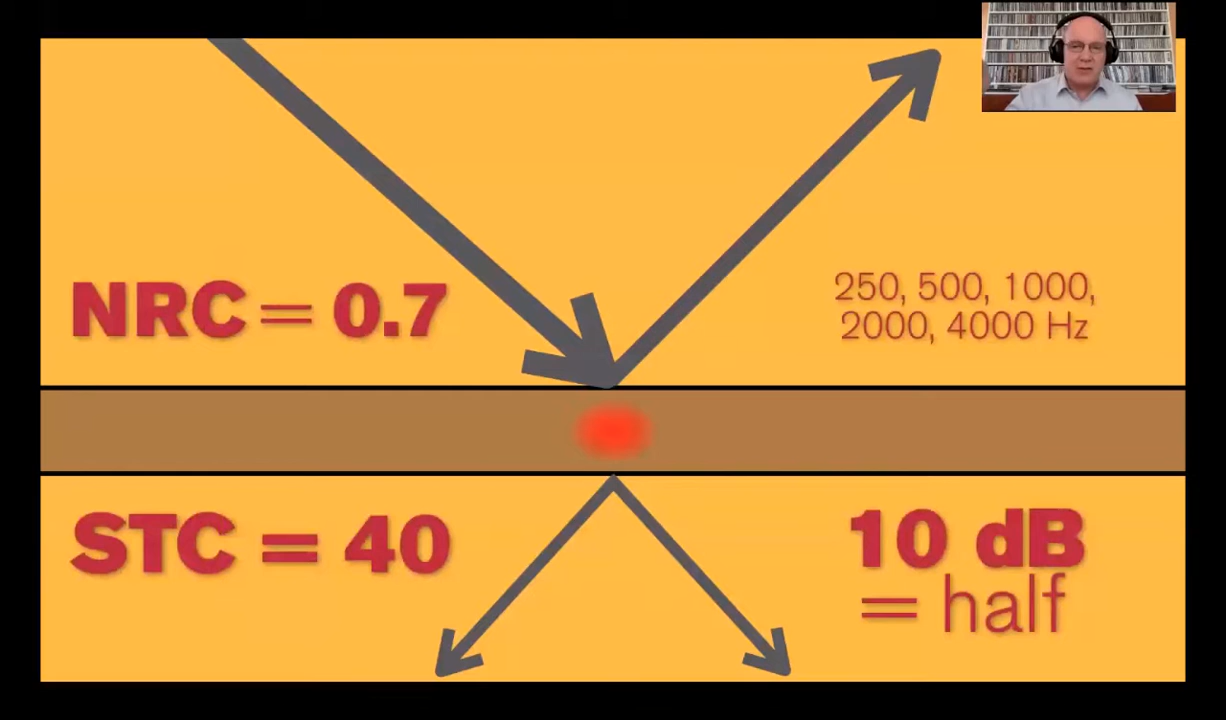 NRC = 0.7
250, 500, 1000,
2000, 4000 Hz
STC = 40
10 dB
= half